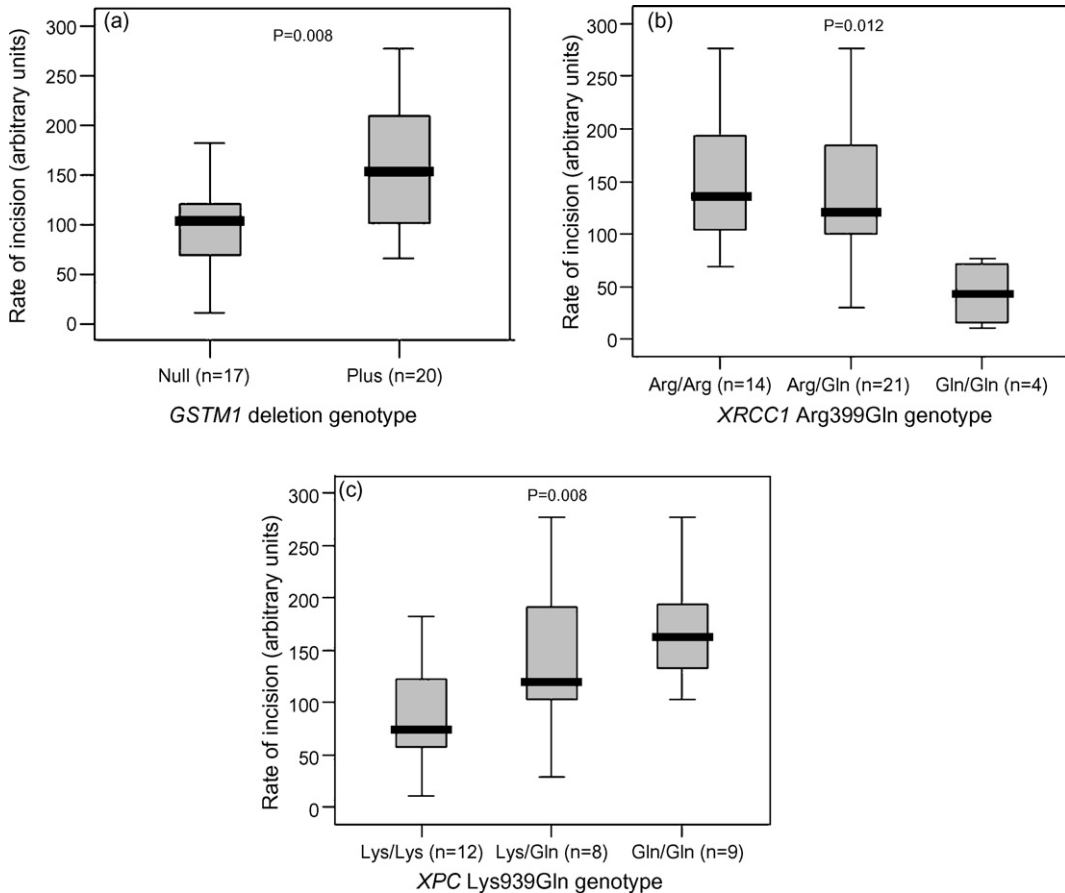 (a)
P=0.008
Rate of incision (arbitrary units)
300
250
200
150
100
50
0
Null (n=17)
Plus (n=20)
GSTM1 deletion genotype
(b)
P=0.012
Rate of incision (arbitrary units)
300
250
200
150
100
50
0
Arg/Arg (n=14)
Arg/Gln (n=21)
Gln/Gln (n=4)
XRCC1 Arg399Gln genotype
(c)
P=0.008
Rate of incision (arbitrary units)
300
250
200
150
100
50
0
Lys/Lys (n=12)
Lys/Gln (n=8)
Gln/Gln (n=9)
XPC Lys939Gln genotype